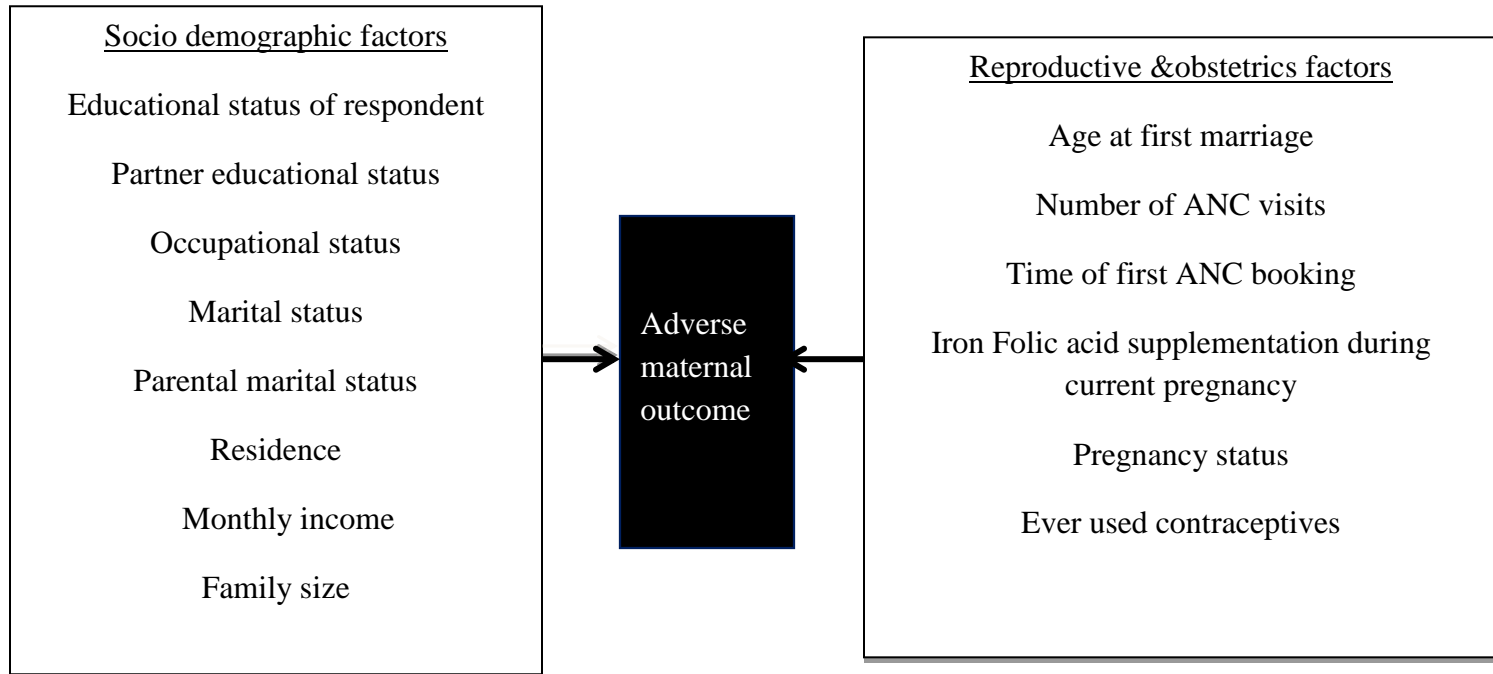 Socio demographic factors
Educational status of respondent
Partner educational status
Occupational status
Marital status
Parental marital status
Residence
Monthly income
Family size
Adverse
maternal
outcome
Reproductive &obstetrics factors
Age at first marriage
Number of ANC visits
Time of first ANC booking
Iron Folic acid supplementation during
current pregnancy
Pregnancy status
Ever used contraceptives